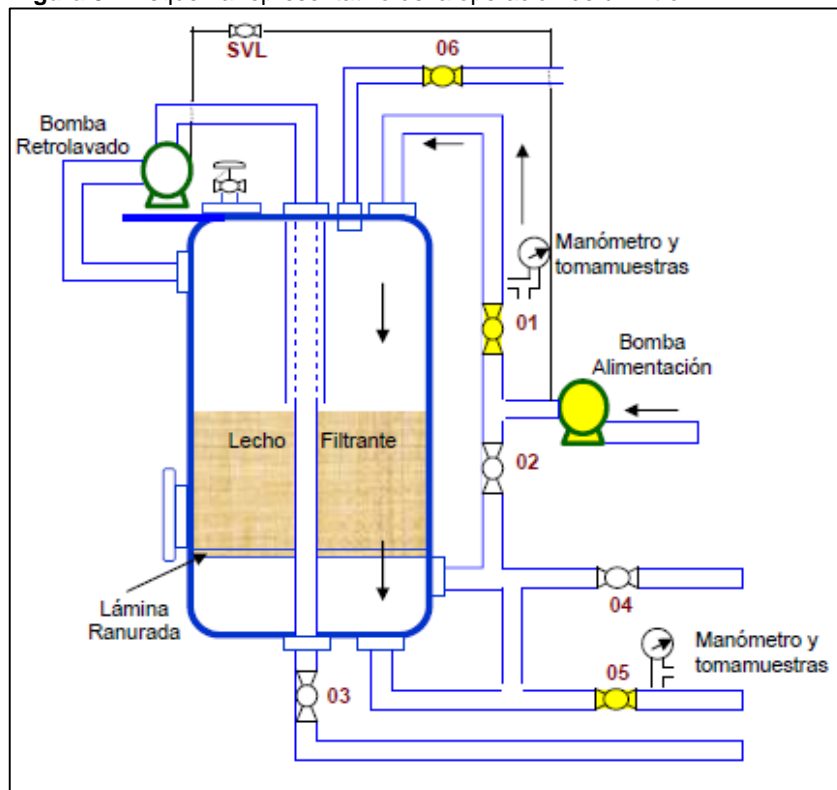 SVL
06
Bomba
Retrolavado
Manómetro y
tomamuestras
01
Bomba
Alimentación
Lecho Filtrante
02
Lámina
Ranurada
04
Manómetro y
tomamuestras
05
03